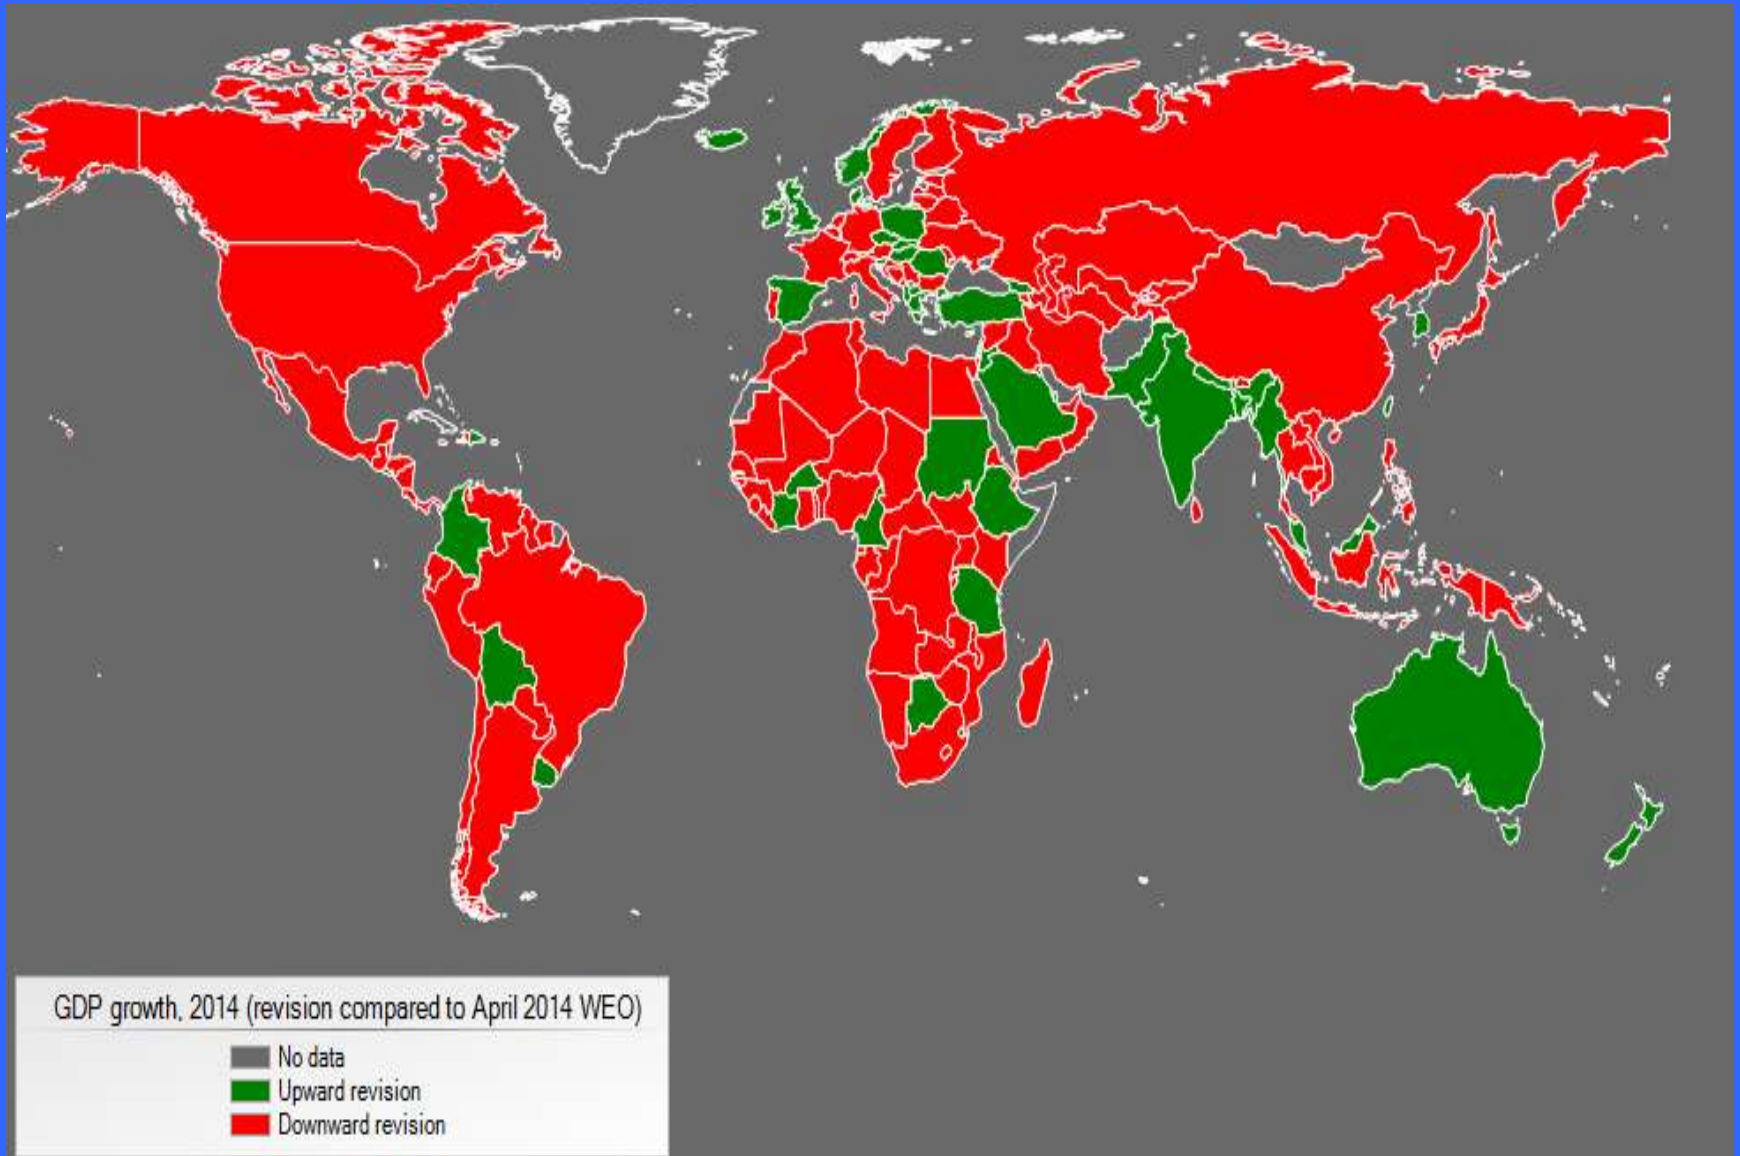 GDP growth, 2014 (revision compared to April 2014 WEO)
No data
Upward revision
Downward revision